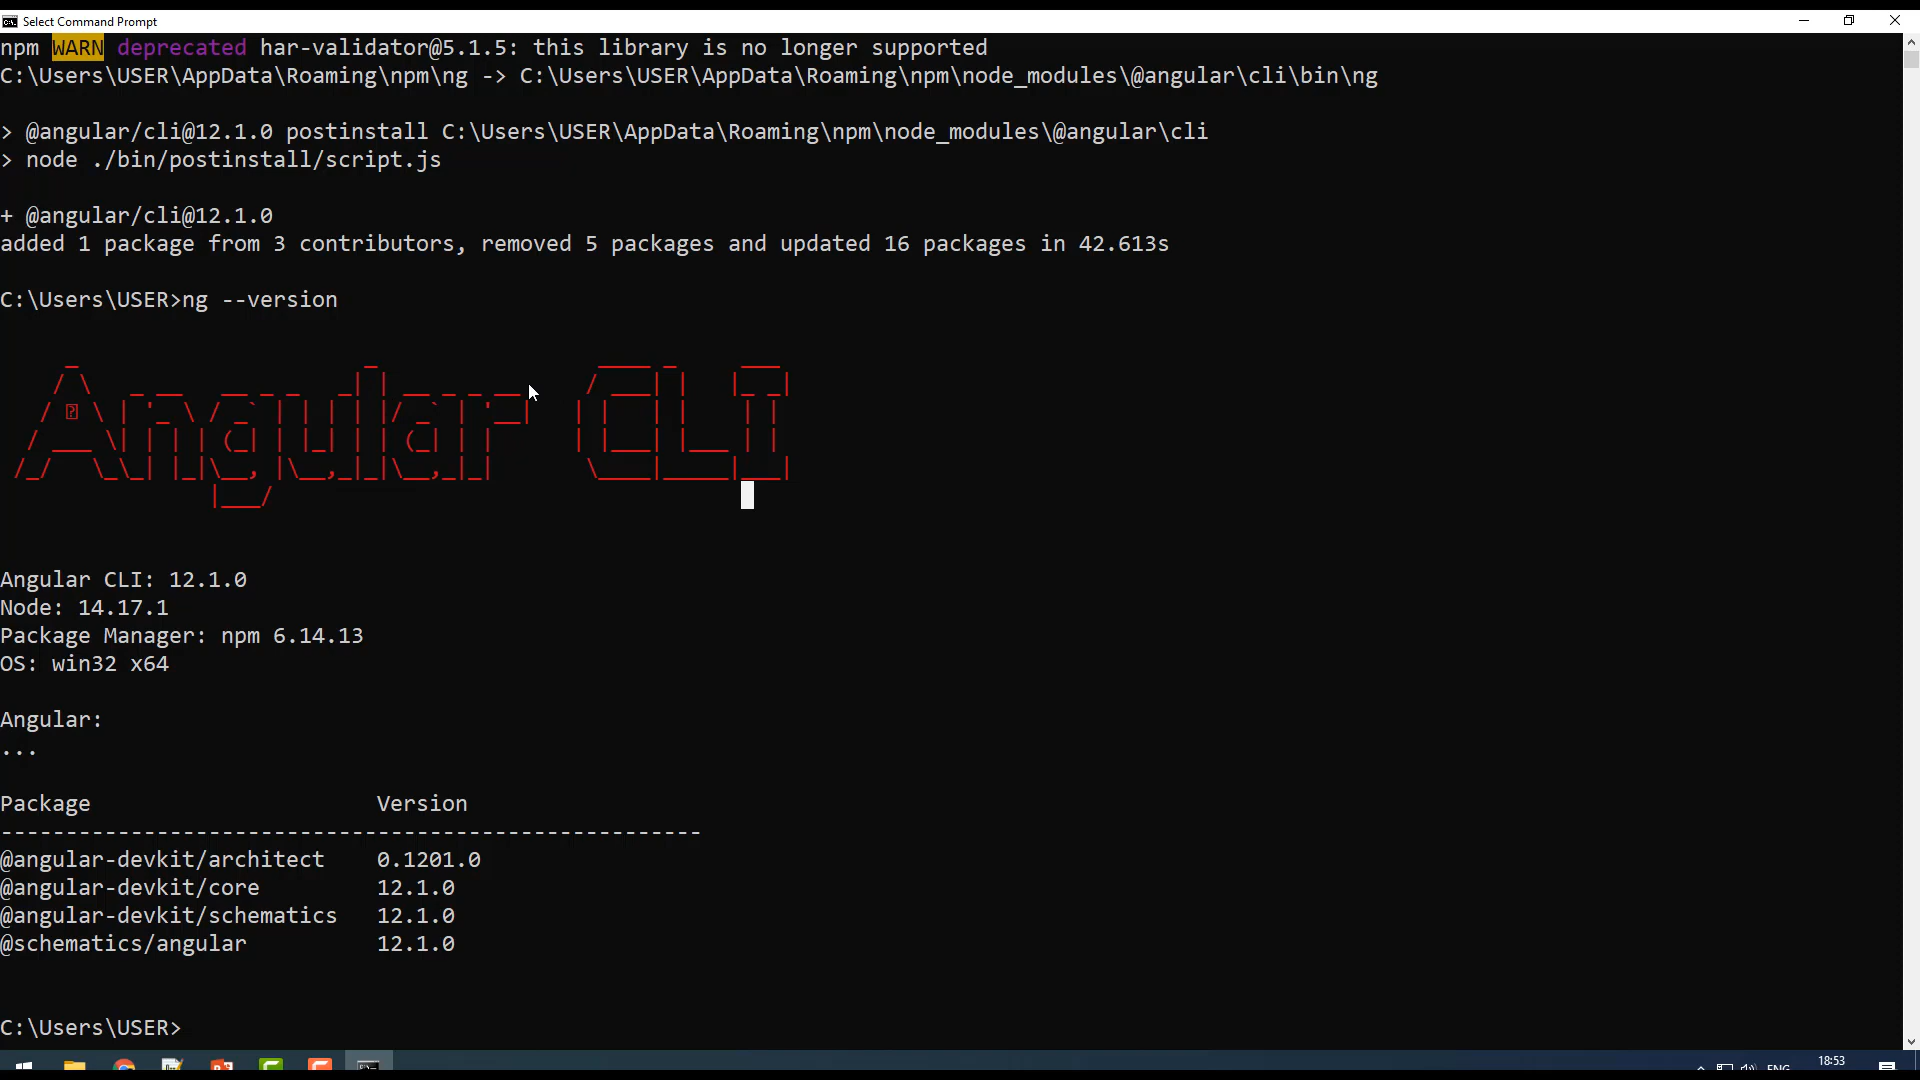 Select Command Prompt
npm WARN deprecated har-validator@5.1.5: this library is no longer supported
C:\Users\USER\AppData\Roaming\npm\ng -> C:\Users\USER\AppData\Roaming\npm\node_modules\@angular\cli\bin\ng
> @angular/cli@12.1.0 postinstall C:\Users\USER\AppData\Roaming\npm\node_modules\@angular\cli
> node ./bin/postinstall/script.js
+ @angular/cli@12.1.0
added 1 package from 3 contributors, removed 5 packages and updated 16 packages in 42.613s
C:\Users\USER>ng --version
Angular CLI
Angular CLI: 12.1.0
Node: 14.17.1
Package Manager: npm 6.14.13
OS: win32 x64
Angular:
...
Package Version
------------------------------------------------------
@angular-devkit/architect 0.1201.0
@angular-devkit/core 12.1.0
@angular-devkit/schematics 12.1.0
@schematics/angular 12.1.0
C:\Users\USER>
ENG 18:53